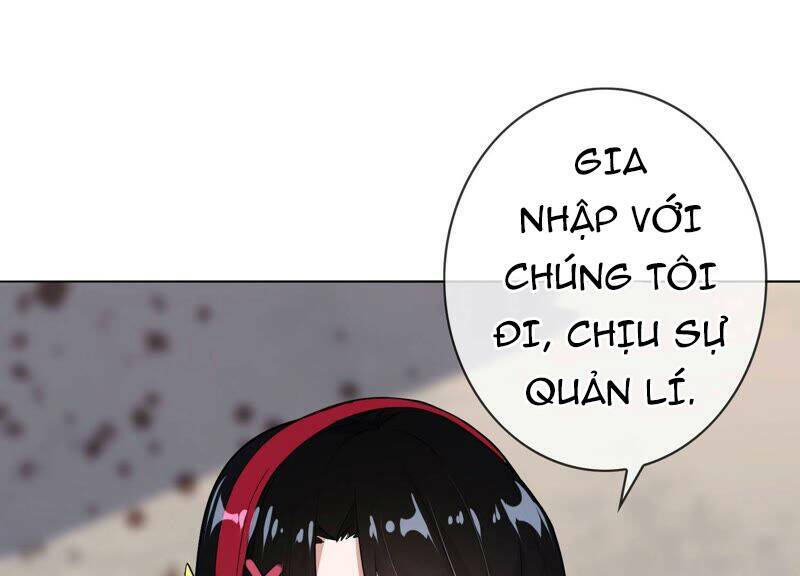 GIA
NHẬP VỚI
CHÚNG TÔI
ĐI, CHỊU SỰ
QUẢN LÍ.